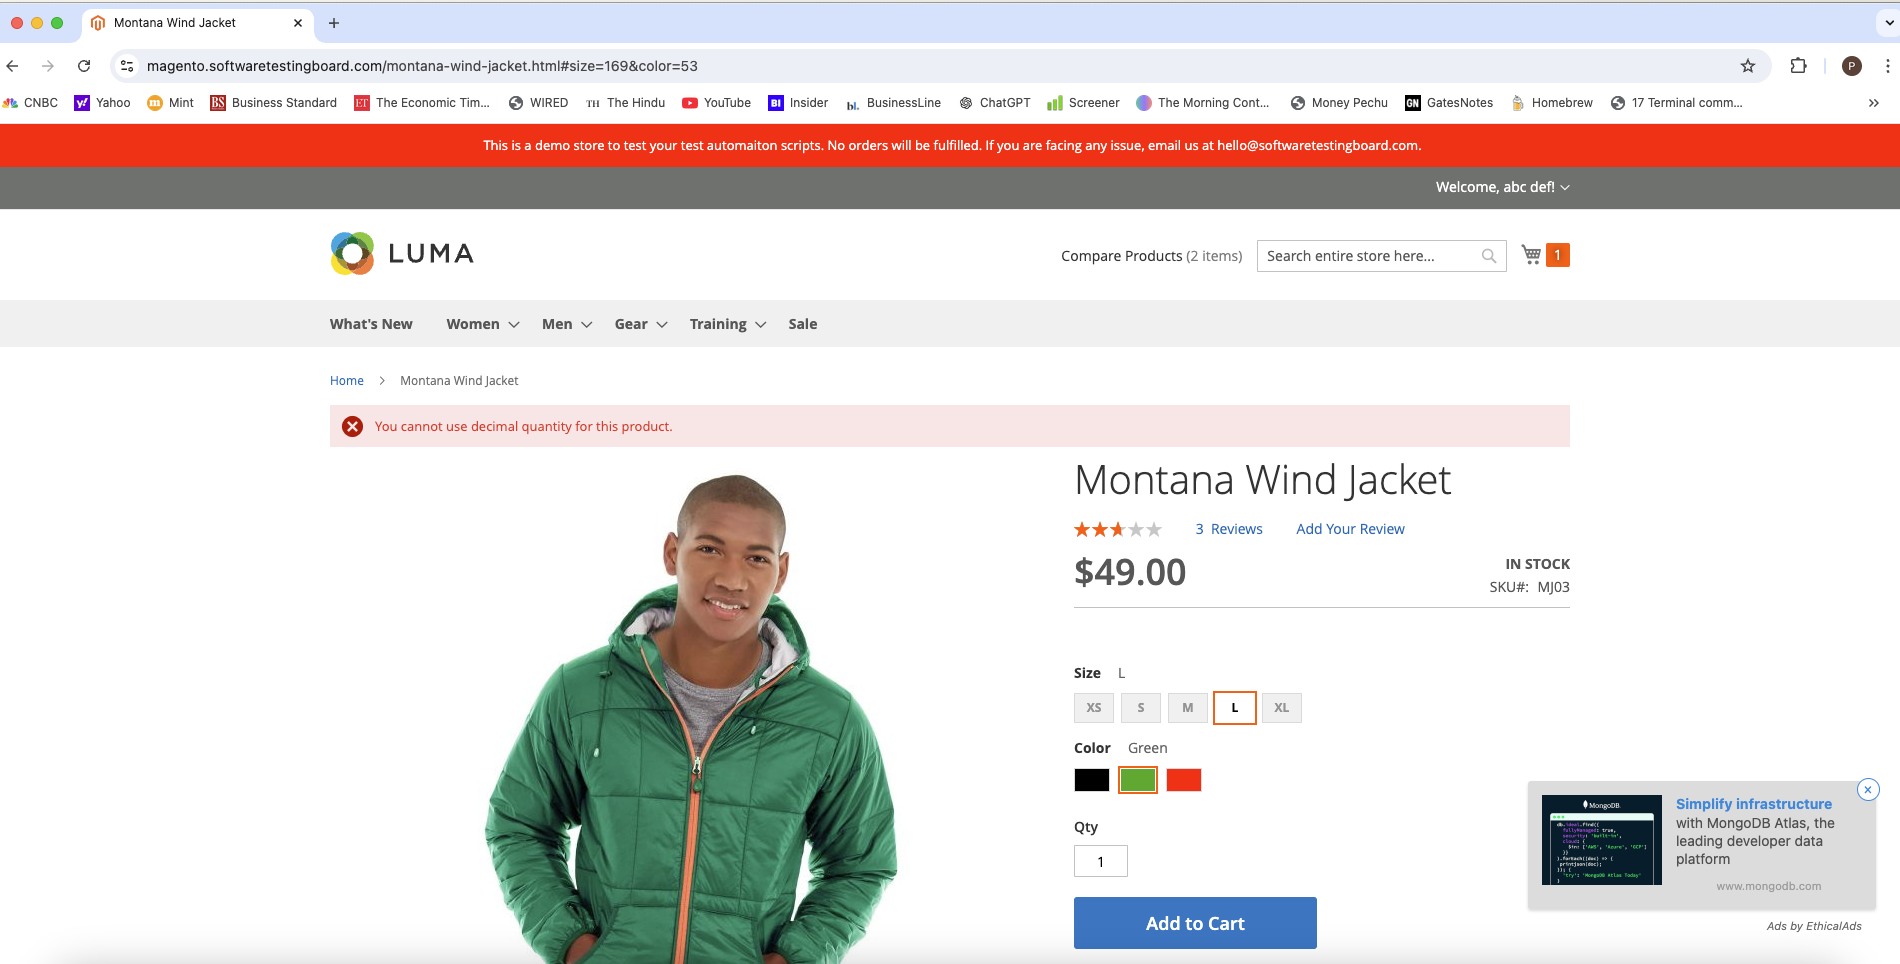 Montana Wind Jacket
magento.softwaretestingboard.com/montana-wind-jacket.html#size=169&color=53
P
CNBC Yahoo Mint Business Standard The Economic Tim... WIRED The Hindu YouTube Insider BusinessLine ChatGPT Screener The Morning Cont... Money Pechu GatesNotes Homebrew 17 Terminal comm...
This is a demo store to test your test automaiton scripts. No orders will be fulfilled. If you are facing any issue, email us at hello@softwaretestingboard.com.
Welcome, abc def!
LUMA
Compare Products (2 items)
Search entire store here...
1
What's New Women Men Gear Training Sale
Home Montana Wind Jacket
You cannot use decimal quantity for this product.
Montana Wind Jacket
3 Reviews Add Your Review
$49.00
IN STOCK
SKU#: MJ03
Size L
XS S M L XL
Color Green
Qty
1
Add to Cart
MongoDB
Simplify infrastructure
with MongoDB Atlas, the
leading developer data
platform
www.mongodb.com
Ads by EthicalAds